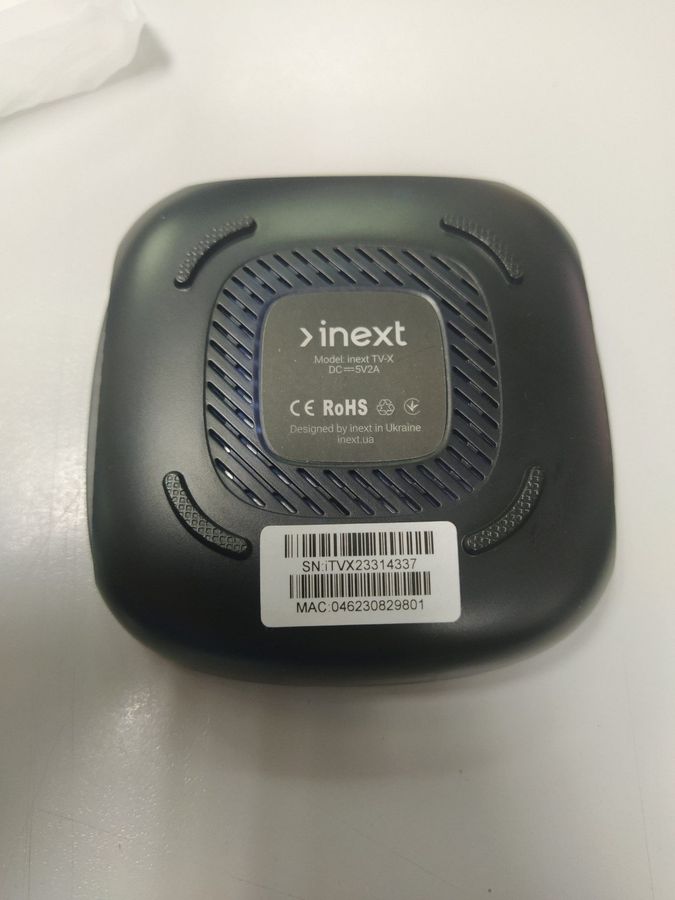 inext
Model: inext TV-X
DC⎓5V2A
CE RoHS
Designed by inext in Ukraine
inext.ua
SN:iTVX23314337
MAC:046230829801